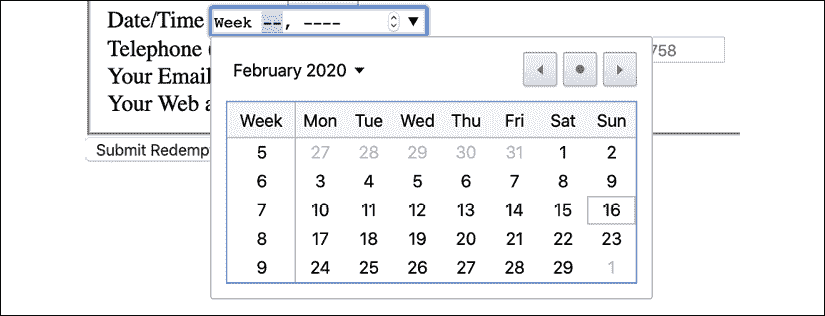 Date/Time Week --, ----
Telephone 758
Your Email
Your Web a
February 2020
Week Mon Tue Wed Thu Fri Sat Sun
5 27 28 29 30 31 1 2
6 3 4 5 6 7 8 9
7 10 11 12 13 14 15 16
8 17 18 19 20 21 22 23
9 24 25 26 27 28 29 1
Submit Redemp